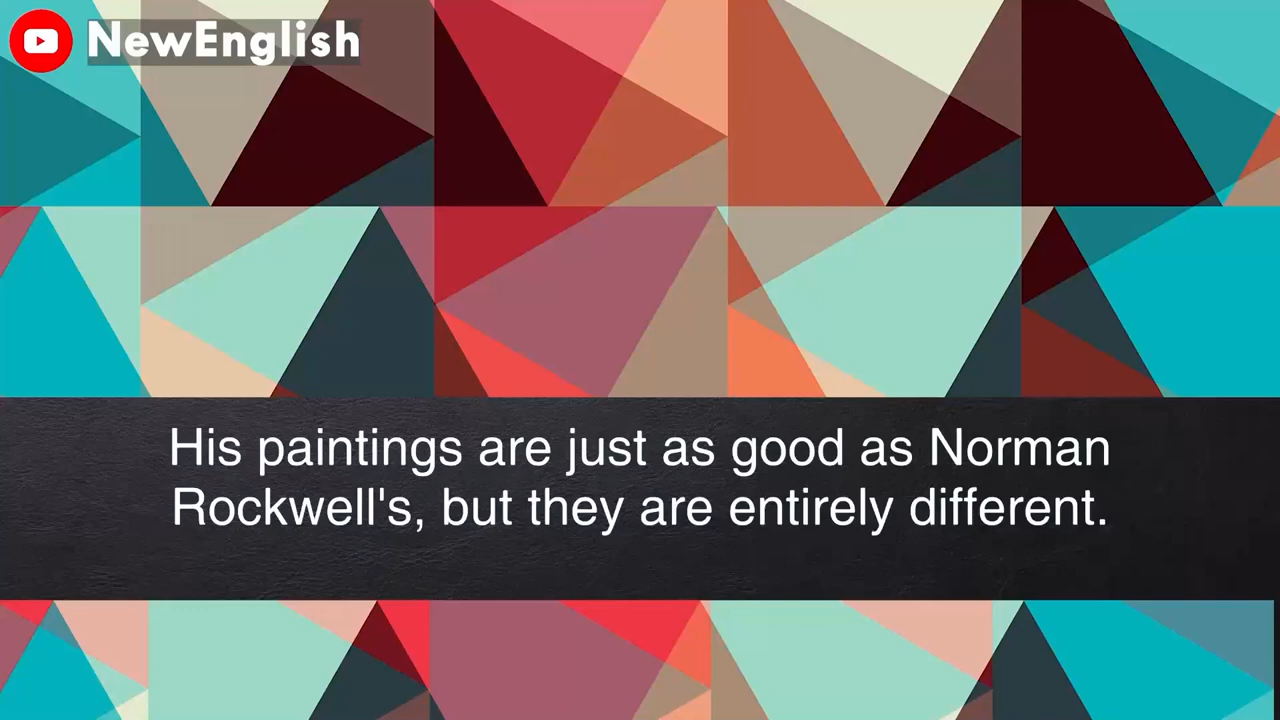 NewEnglish
His paintings are just as good as Norman
Rockwell's, but they are entirely different.